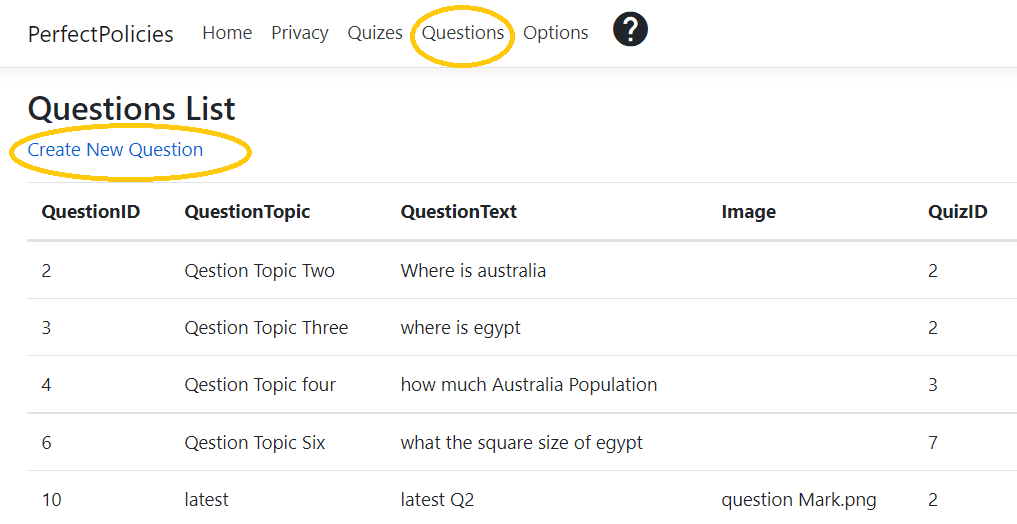 PerfectPolicies Home Privacy Quizes Questions Options ?
Questions List
Create New Question
QuestionID QuestionTopic QuestionText Image QuizID
2 Qestion Topic Two Where is australia 2
3 Qestion Topic Three where is egypt 2
4 Qestion Topic four how much Australia Population 3
6 Qestion Topic Six what the square size of egypt 7
10 latest latest Q2 question Mark.png 2